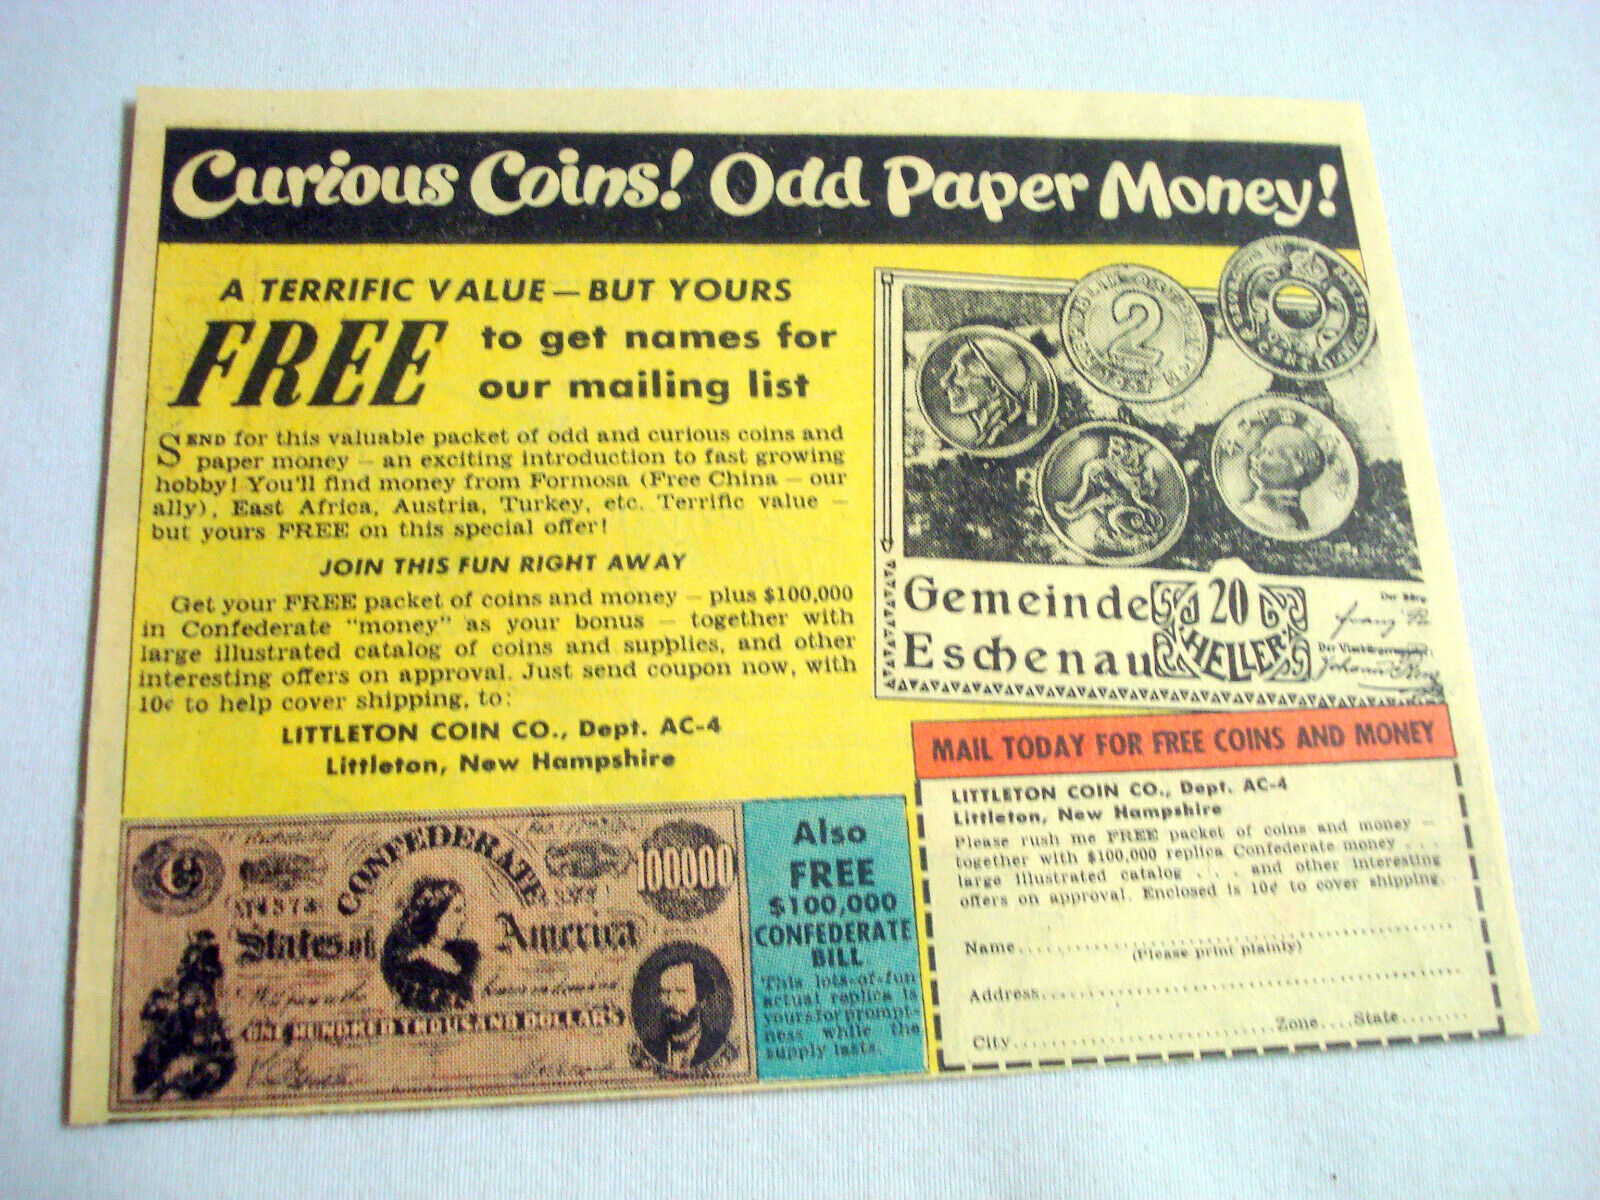 Curious Coins! Odd Paper Money!
A TERRIFIC VALUE—BUT YOURS
FREE to get names for
our mailing list
SEND for this valuable packet of odd and curious coins and
paper money — an exciting introduction to fast growing
hobby! You'll find money from Formosa (Free China — our
ally), East Africa, Austria, Turkey, etc. Terrific value —
but yours FREE on this special offer!
JOIN THIS FUN RIGHT AWAY
Get your FREE packet of coins and money — plus $100,000
in Confederate "money" as your bonus — together with
large illustrated catalog of coins and supplies, and other
interesting offers on approval. Just send coupon now, with
10¢ to help cover shipping, to:
LITTLETON COIN CO., Dept. AC-4
Littleton, New Hampshire
2
Gemeinde
Eschenau
20
HELLER
CONFEDERATE
100000
States of America
ONE HUNDRED THOUSAND DOLLARS
Also
FREE
$100,000
CONFEDERATE
BILL
This lots-of-fun
actual replica is
yours for prompt-
ness while the
supply lasts.
MAIL TODAY FOR FREE COINS AND MONEY
LITTLETON COIN CO., Dept. AC-4
Littleton, New Hampshire
Please rush me FREE packet of coins and money —
together with $100,000 replica Confederate money . . .
large illustrated catalog . . . and other interesting
offers on approval. Enclosed is 10¢ to cover shipping.
Name
(Please print plainly)
Address
City Zone State